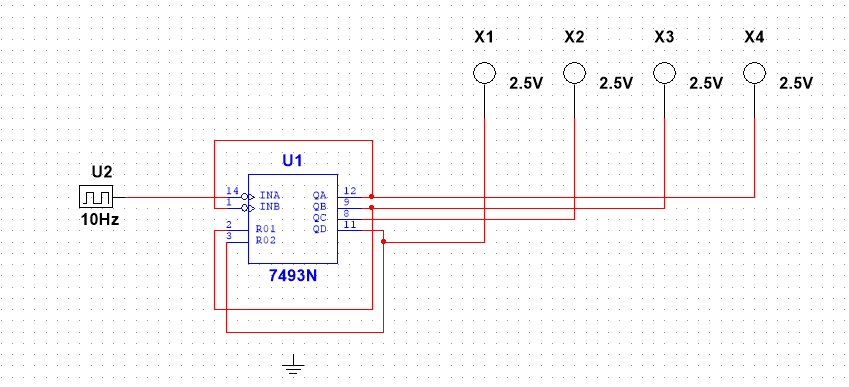 X1 X2 X3 X4
2.5V 2.5V 2.5V 2.5V
U1
U2
14 INA QA 12
1 INB QB 9
QC 8
2 R01 QD 11
3 R02
10Hz
7493N